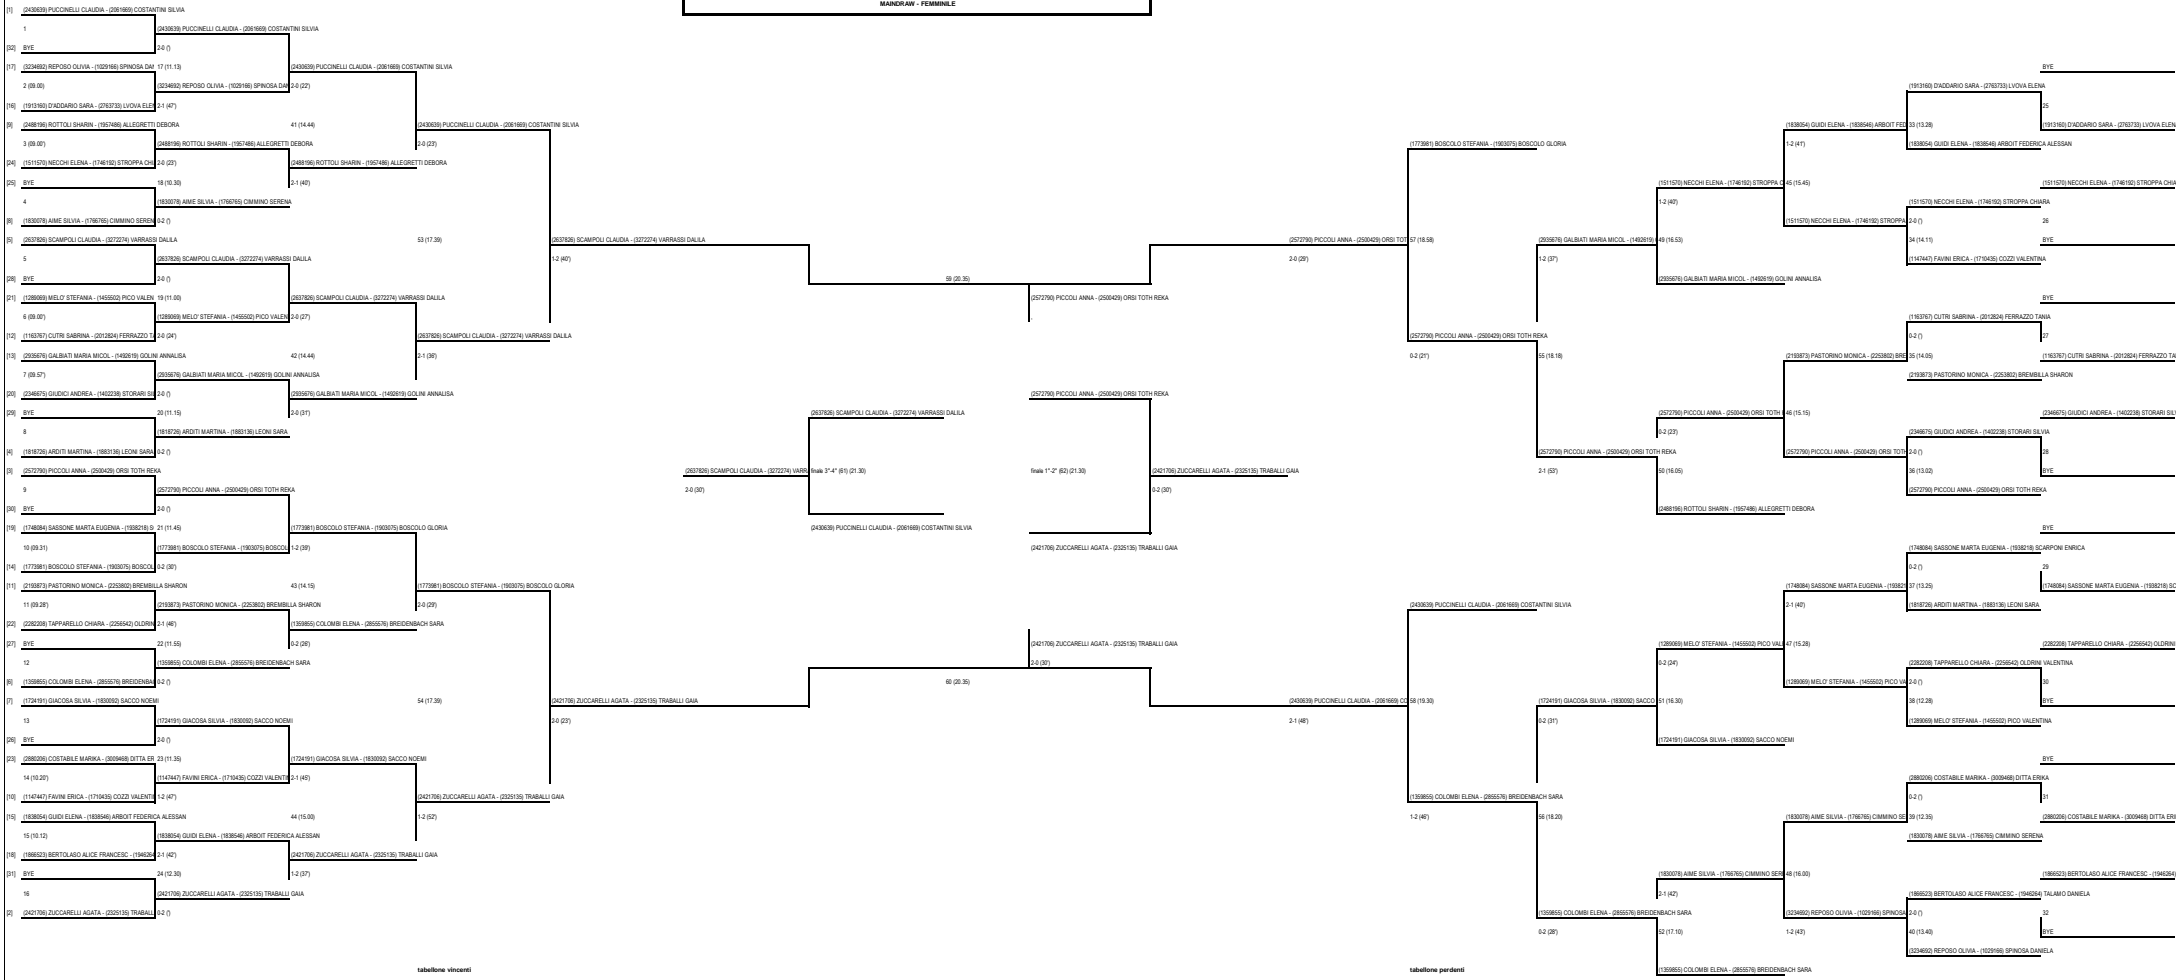 MAINDRAW - FEMMINILE
[1] (2430639) PUCCINELLI CLAUDIA - (2061669) COSTANTINI SILVIA
1
[32] BYE
[17] (3234692) REPOSO OLIVIA - (1029166) SPINOSA DAN
2 (09.00)
[16] (1913160) D'ADDARIO SARA - (2763733) LVOVA ELEN
[9] (2488196) ROTTOLI SHARIN - (1957486) ALLEGRETTI DEBORA
3 (09.00')
[24] (1511570) NECCHI ELENA - (1746192) STROPPA CHI
[25] BYE
4
[8] (1830078) AIME SILVIA - (1766765) CIMMINO SEREN
[5] (2637826) SCAMPOLI CLAUDIA - (3272274) VARRASSI DALILA
5
[28] BYE
[21] (1289069) MELO' STEFANIA - (1455502) PICO VALEN
6 (09.00')
[12] (1163767) CUTRI SABRINA - (2012824) FERRAZZO TA
[13] (2935676) GALBIATI MARIA MICOL - (1492619) GOLINI ANNALISA
7 (09.57')
[20] (2346675) GIUDICI ANDREA - (1402238) STORARI SIL
[29] BYE
8
[4] (1818726) ARDITI MARTINA - (1883136) LEONI SARA
[3] (2572790) PICCOLI ANNA - (2500429) ORSI TOTH REKA
9
[30] BYE
[19] (1748084) SASSONE MARTA EUGENIA - (1938218) S
10 (09.31)
[14] (1773981) BOSCOLO STEFANIA - (1903075) BOSCOL
[11] (2193873) PASTORINO MONICA - (2253802) BREMBILLA SHARON
11 (09.28')
[22] (2282208) TAPPARELLO CHIARA - (2256542) OLDRIN
[27] BYE
12
[6] (1359855) COLOMBI ELENA - (2855576) BREIDENBAC
[7] (1724191) GIACOSA SILVIA - (1830092) SACCO NOEMI
13
[26] BYE
[23] (2880206) COSTABILE MARIKA - (3009468) DITTA ER
14 (10.20')
[10] (1147447) FAVINI ERICA - (1710435) COZZI VALENTI
[15] (1838054) GUIDI ELENA - (1838546) ARBOIT FEDERICA ALESSAN
15 (10.12)
[18] (1866523) BERTOLASO ALICE FRANCESC - (1946264
[31] BYE
16
[2] (2421706) ZUCCARELLI AGATA - (2325135) TRABALL
(2430639) PUCCINELLI CLAUDIA - (2061669) COSTANTINI SILVIA
2-0 (')
17 (11.13)
(3234692) REPOSO OLIVIA - (1029166) SPINOSA DAN
2-1 (47')
(2488196) ROTTOLI SHARIN - (1957486) ALLEGRETTI DEBORA
2-0 (23')
18 (10.30)
(1830078) AIME SILVIA - (1766765) CIMMINO SERENA
0-2 (')
(2637826) SCAMPOLI CLAUDIA - (3272274) VARRASSI DALILA
2-0 (')
19 (11.00)
(1289069) MELO' STEFANIA - (1455502) PICO VALEN
2-0 (24')
(2935676) GALBIATI MARIA MICOL - (1492619) GOLINI ANNALISA
2-0 (')
20 (11.15)
(1818726) ARDITI MARTINA - (1883136) LEONI SARA
0-2 (')
(2572790) PICCOLI ANNA - (2500429) ORSI TOTH REKA
2-0 (')
21 (11.45)
(1773981) BOSCOLO STEFANIA - (1903075) BOSCOL
0-2 (30')
(2193873) PASTORINO MONICA - (2253802) BREMBILLA SHARON
2-1 (46')
22 (11.55)
(1359855) COLOMBI ELENA - (2855576) BREIDENBACH SARA
0-2 (')
(1724191) GIACOSA SILVIA - (1830092) SACCO NOEMI
2-0 (')
23 (11.35)
(1147447) FAVINI ERICA - (1710435) COZZI VALENTIN
1-2 (47')
(1838054) GUIDI ELENA - (1838546) ARBOIT FEDERICA ALESSAN
2-1 (42')
24 (12.30)
(2421706) ZUCCARELLI AGATA - (2325135) TRABALLI GAIA
0-2 (')
(2430639) PUCCINELLI CLAUDIA - (2061669) COSTANTINI SILVIA
2-0 (22')
41 (14.44)
(2488196) ROTTOLI SHARIN - (1957486) ALLEGRETTI DEBORA
2-1 (40')
(2637826) SCAMPOLI CLAUDIA - (3272274) VARRASSI DALILA
2-0 (27')
42 (14.44)
(2935676) GALBIATI MARIA MICOL - (1492619) GOLINI ANNALISA
2-0 (31')
(1773981) BOSCOLO STEFANIA - (1903075) BOSCOLO GLORIA
1-2 (39')
43 (14.15)
(1359855) COLOMBI ELENA - (2855576) BREIDENBACH SARA
0-2 (26')
(1724191) GIACOSA SILVIA - (1830092) SACCO NOEMI
2-1 (45')
44 (15.00)
(2421706) ZUCCARELLI AGATA - (2325135) TRABALLI GAIA
1-2 (37')
(2430639) PUCCINELLI CLAUDIA - (2061669) COSTANTINI SILVIA
2-0 (23')
53 (17.39)
(2637826) SCAMPOLI CLAUDIA - (3272274) VARRASSI DALILA
2-1 (36')
(1773981) BOSCOLO STEFANIA - (1903075) BOSCOLO GLORIA
2-0 (29')
54 (17.39)
(2421706) ZUCCARELLI AGATA - (2325135) TRABALLI GAIA
1-2 (52')
tabellone vincenti
(2637826) SCAMPOLI CLAUDIA - (3272274) VARRASSI DALILA
1-2 (40')
(2421706) ZUCCARELLI AGATA - (2325135) TRABALLI GAIA
2-0 (23')
59 (20.35)
(2572790) PICCOLI ANNA - (2500429) ORSI TOTH REKA
(2637826) SCAMPOLI CLAUDIA - (3272274) VARRASSI DALILA
(2637826) SCAMPOLI CLAUDIA - (3272274) VARR
finale 3°-4° (61) (21.30)
2-0 (30')
(2430639) PUCCINELLI CLAUDIA - (2061669) COSTANTINI SILVIA
(2572790) PICCOLI ANNA - (2500429) ORSI TOTH REKA
finale 1°-2° (62) (21.30)
(2421706) ZUCCARELLI AGATA - (2325135) TRABALLI GAIA
0-2 (30')
(2421706) ZUCCARELLI AGATA - (2325135) TRABALLI GAIA
(2421706) ZUCCARELLI AGATA - (2325135) TRABALLI GAIA
2-0 (30')
60 (20.35)
(2572790) PICCOLI ANNA - (2500429) ORSI TOT
2-0 (29')
(2430639) PUCCINELLI CLAUDIA - (2061669) CO
2-1 (48')
(1773981) BOSCOLO STEFANIA - (1903075) BOSCOLO GLORIA
57 (18.58)
(2572790) PICCOLI ANNA - (2500429) ORSI TOTH REKA
0-2 (21')
(2430639) PUCCINELLI CLAUDIA - (2061669) COSTANTINI SILVIA
58 (19.30)
(1359855) COLOMBI ELENA - (2855576) BREIDENBACH SARA
1-2 (46')
tabellone perdenti
(2935676) GALBIATI MARIA MICOL - (1492619)
1-2 (37')
55 (18.18)
(2572790) PICCOLI ANNA - (2500429) ORSI TOTH REKA
2-1 (53')
(1724191) GIACOSA SILVIA - (1830092) SACCO
0-2 (31')
56 (18.20)
(1359855) COLOMBI ELENA - (2855576) BREIDENBACH SARA
0-2 (28')
(1511570) NECCHI ELENA - (1746192) STROPPA C
1-2 (40')
49 (16.53)
(2935676) GALBIATI MARIA MICOL - (1492619) GOLINI ANNALISA
(2572790) PICCOLI ANNA - (2500429) ORSI TOTH
0-2 (23')
50 (16.05)
(2488196) ROTTOLI SHARIN - (1957486) ALLEGRETTI DEBORA
(1289069) MELO' STEFANIA - (1455502) PICO VAL
0-2 (24')
51 (16.30)
(1724191) GIACOSA SILVIA - (1830092) SACCO NOEMI
(1830078) AIME SILVIA - (1766765) CIMMINO SER
2-1 (42')
52 (17.10)
(1359855) COLOMBI ELENA - (2855576) BREIDENBACH SARA
(1838054) GUIDI ELENA - (1838546) ARBOIT FED
1-2 (41')
45 (15.45)
(1511570) NECCHI ELENA - (1746192) STROPPA
(2193873) PASTORINO MONICA - (2253802) BRE
46 (15.15)
(2572790) PICCOLI ANNA - (2500429) ORSI TOTH
(1748084) SASSONE MARTA EUGENIA - (19382
2-1 (40')
47 (15.28)
(1289069) MELO' STEFANIA - (1455502) PICO VA
(1830078) AIME SILVIA - (1766765) CIMMINO SE
48 (16.00)
(3234692) REPOSO OLIVIA - (1029166) SPINOSA
1-2 (43')
(1913160) D'ADDARIO SARA - (2763733) LVOVA ELENA
33 (13.28)
(1838054) GUIDI ELENA - (1838546) ARBOIT FEDERICA ALESSAN
(1511570) NECCHI ELENA - (1746192) STROPPA CHIARA
2-0 (')
34 (14.11)
(1147447) FAVINI ERICA - (1710435) COZZI VALENTINA
(1163767) CUTRI SABRINA - (2012824) FERRAZZO TANIA
0-2 (')
35 (14.05)
(2193873) PASTORINO MONICA - (2253802) BREMBILLA SHARON
(2346675) GIUDICI ANDREA - (1402238) STORARI SILVIA
2-0 (')
36 (13.02)
(2572790) PICCOLI ANNA - (2500429) ORSI TOTH REKA
(1748084) SASSONE MARTA EUGENIA - (1938218) SCARPONI ENRICA
0-2 (')
37 (13.25)
(1818726) ARDITI MARTINA - (1883136) LEONI SARA
(2282208) TAPPARELLO CHIARA - (2256542) OLDRINI VALENTINA
2-0 (')
38 (12.28)
(1289069) MELO' STEFANIA - (1455502) PICO VALENTINA
(2880206) COSTABILE MARIKA - (3009468) DITTA ERIKA
0-2 (')
39 (12.35)
(1830078) AIME SILVIA - (1766765) CIMMINO SERENA
(1866523) BERTOLASO ALICE FRANCESC - (1946264) TALAMO DANIELA
2-0 (')
40 (13.40)
(3234692) REPOSO OLIVIA - (1029166) SPINOSA DANIELA
BYE
25
(1913160) D'ADDARIO SARA - (2763733) LVOVA ELEN
(1511570) NECCHI ELENA - (1746192) STROPPA CHIA
26
BYE
BYE
27
(1163767) CUTRI SABRINA - (2012824) FERRAZZO TA
(2346675) GIUDICI ANDREA - (1402238) STORARI SIL
28
BYE
BYE
29
(1748084) SASSONE MARTA EUGENIA - (1938218) SC
(2282208) TAPPARELLO CHIARA - (2256542) OLDRINI
30
BYE
BYE
31
(2880206) COSTABILE MARIKA - (3009468) DITTA ERI
(1866523) BERTOLASO ALICE FRANCESC - (1946264)
32
BYE